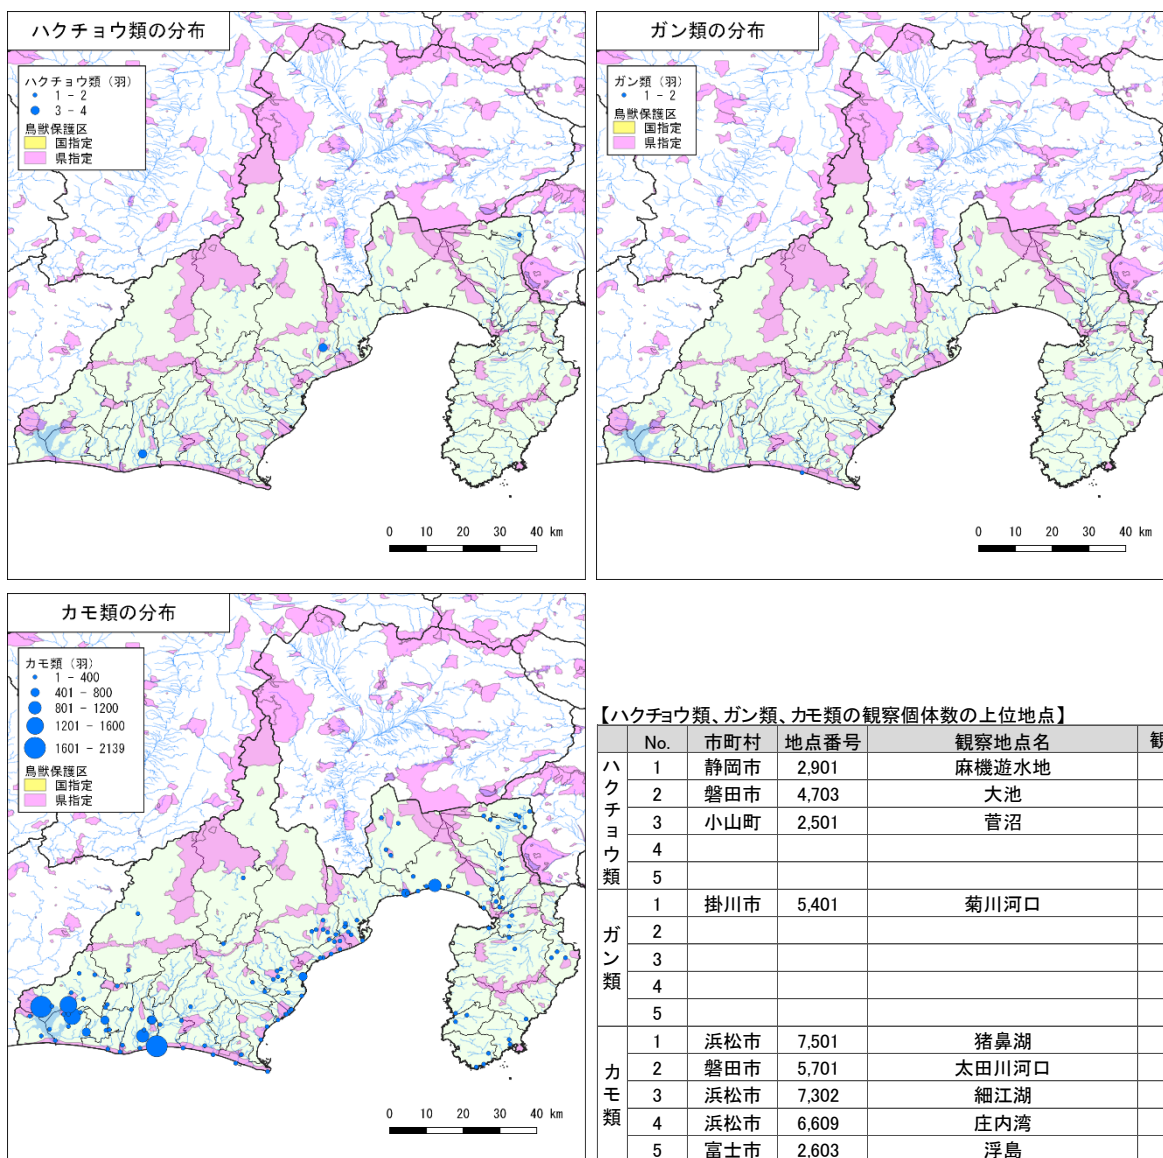 ハクチョウ類の分布
ハクチョウ類（羽）
1 - 2
3 - 4
鳥獣保護区
国指定
県指定
0 10 20 30 40 km
ガン類の分布
ガン類（羽）
1 - 2
鳥獣保護区
国指定
県指定
0 10 20 30 40 km
カモ類の分布
カモ類（羽）
1 - 400
401 - 800
801 - 1200
1201 - 1600
1601 - 2139
鳥獣保護区
国指定
県指定
0 10 20 30 40 km
【ハクチョウ類、ガン類、カモ類の観察個体数の上位地点】
No. 市町村 地点番号 観察地点名 観
ハクチョウ類
1 静岡市 2,901 麻機遊水地
2 磐田市 4,703 大池
3 小山町 2,501 菅沼
4
5
ガン類
1 掛川市 5,401 菊川河口
2
3
4
5
カモ類
1 浜松市 7,501 猪鼻湖
2 磐田市 5,701 太田川河口
3 浜松市 7,302 細江湖
4 浜松市 6,609 庄内湾
5 富士市 2,603 浮島